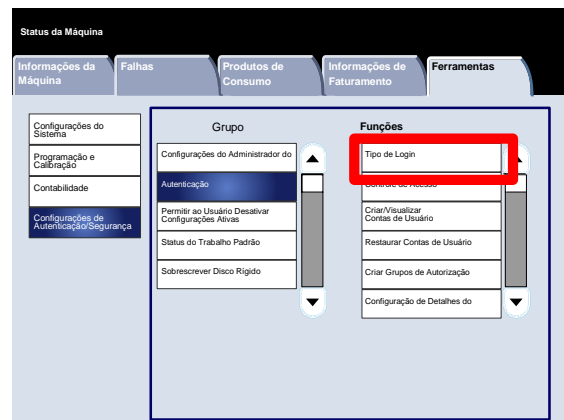 Status da Máquina
Informações da
Máquina
Falhas
Produtos de
Consumo
Informações de
Faturamento
Ferramentas
Configurações do
Sistema
Programação e
Calibração
Contabilidade
Configurações de
Autenticação/Segurança
Grupo
Configurações do Administrador do
Autenticação
Permitir ao Usuário Desativar
Configurações Ativas
Status do Trabalho Padrão
Sobrescrever Disco Rígido
Funções
Tipo de Login
Controle de Acesso
Criar/Visualizar
Contas de Usuário
Restaurar Contas de Usuário
Criar Grupos de Autorização
Configuração de Detalhes do